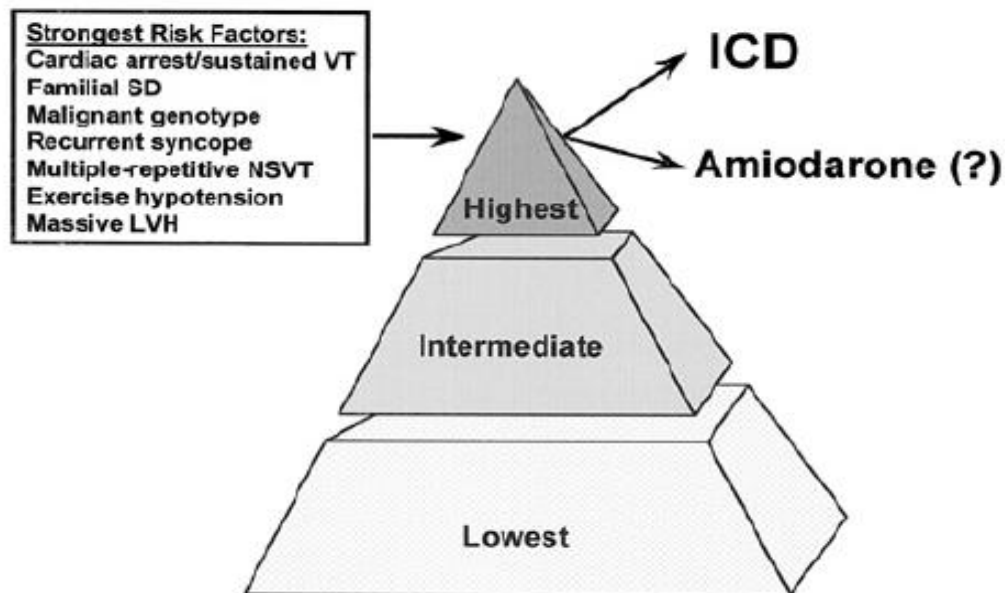 Strongest Risk Factors:
Cardiac arrest/sustained VT
Familial SD
Malignant genotype
Recurrent syncope
Multiple-repetitive NSVT
Exercise hypotension
Massive LVH
ICD
Amiodarone (?)
Highest
Intermediate
Lowest